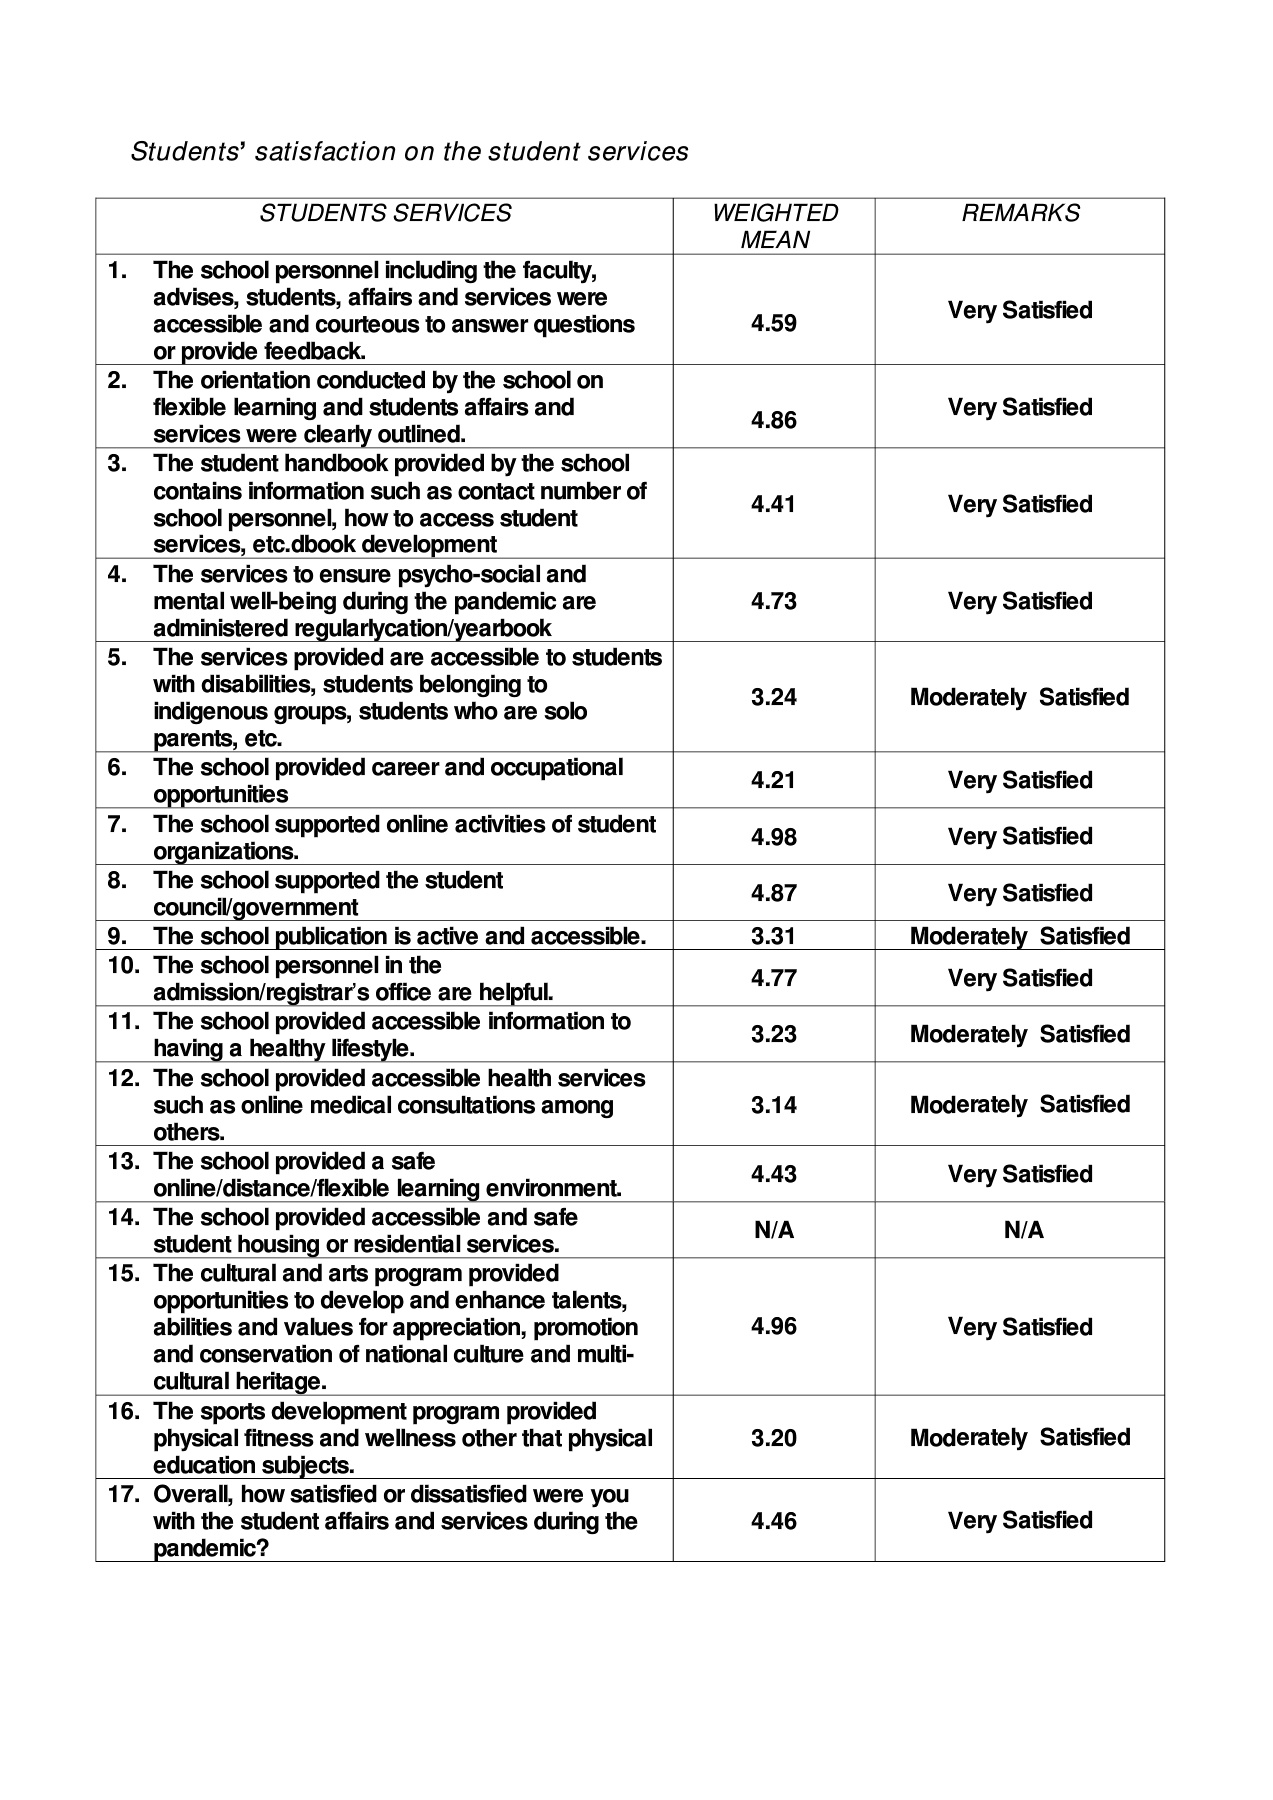 Students' satisfaction on the student services
STUDENTS SERVICES WEIGHTED REMARKS
MEAN
1. The school personnel including the faculty,
advises, students, affairs and services were
accessible and courteous to answer questions
or provide feedback.
4.59 Very Satisfied
2. The orientation conducted by the school on
flexible learning and students affairs and
services were clearly outlined.
4.86 Very Satisfied
3. The student handbook provided by the school
contains information such as contact number of
school personnel, how to access student
services, etc.dbook development
4.41 Very Satisfied
4. The services to ensure psycho-social and
mental well-being during the pandemic are
administered regularlycation/yearbook
4.73 Very Satisfied
5. The services provided are accessible to students
with disabilities, students belonging to
indigenous groups, students who are solo
parents, etc.
3.24 Moderately Satisfied
6. The school provided career and occupational
opportunities
4.21 Very Satisfied
7. The school supported online activities of student
organizations.
4.98 Very Satisfied
8. The school supported the student
council/government
4.87 Very Satisfied
9. The school publication is active and accessible. 3.31 Moderately Satisfied
10. The school personnel in the
admission/registrar’s office are helpful.
4.77 Very Satisfied
11. The school provided accessible information to
having a healthy lifestyle.
3.23 Moderately Satisfied
12. The school provided accessible health services
such as online medical consultations among
others.
3.14 Moderately Satisfied
13. The school provided a safe
online/distance/flexible learning environment.
4.43 Very Satisfied
14. The school provided accessible and safe
student housing or residential services.
N/A N/A
15. The cultural and arts program provided
opportunities to develop and enhance talents,
abilities and values for appreciation, promotion
and conservation of national culture and multi-
cultural heritage.
4.96 Very Satisfied
16. The sports development program provided
physical fitness and wellness other that physical
education subjects.
3.20 Moderately Satisfied
17. Overall, how satisfied or dissatisfied were you
with the student affairs and services during the
pandemic?
4.46 Very Satisfied